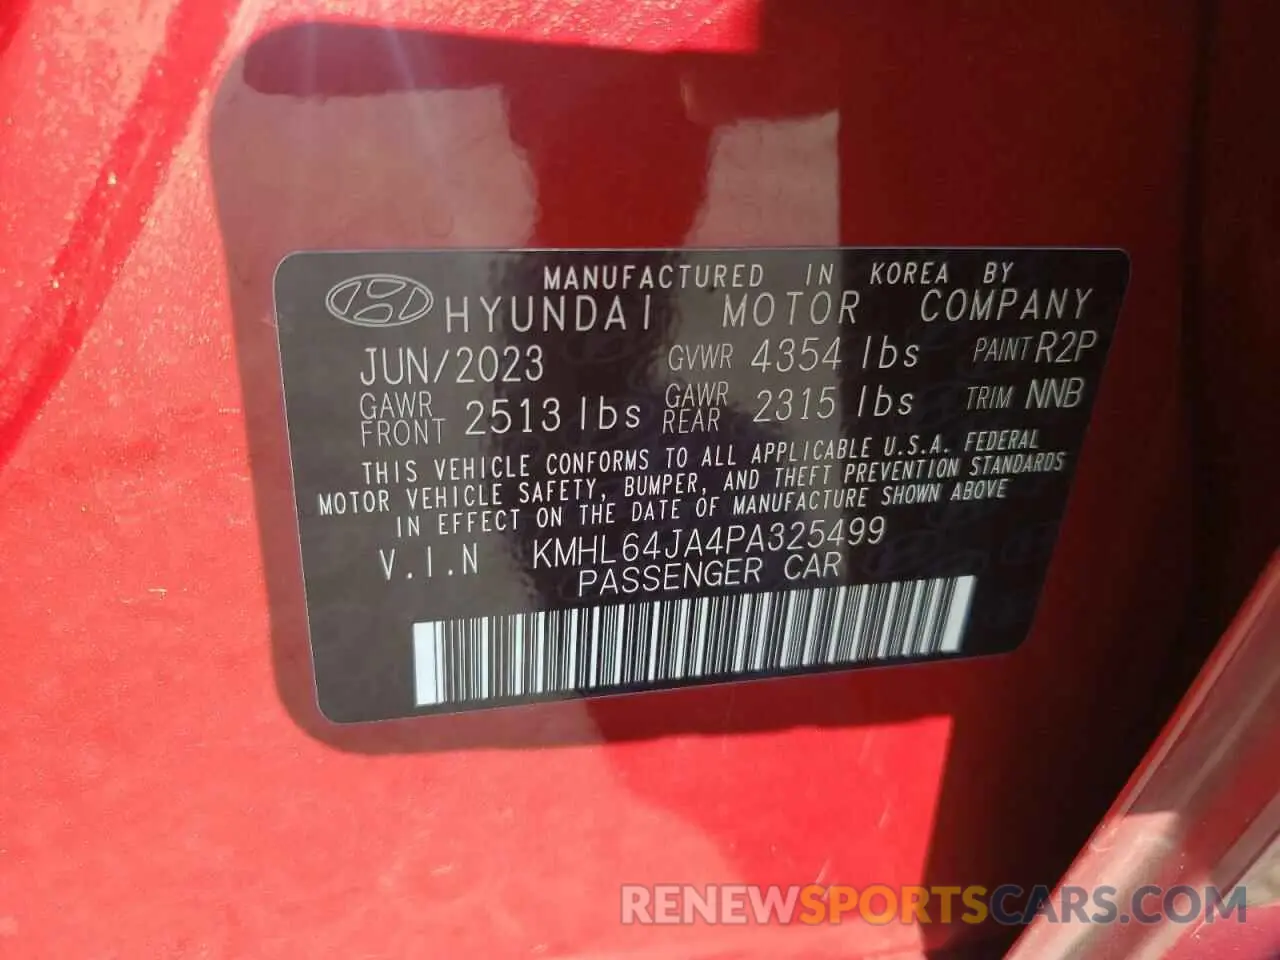 MANUFACTURED IN KOREA BY
HYUNDAI MOTOR COMPANY
JUN/2023 GVWR 4354 lbs PAINT R2P
GAWR FRONT 2513 lbs GAWR REAR 2315 lbs TRIM NNB
THIS VEHICLE CONFORMS TO ALL APPLICABLE U.S.A. FEDERAL
MOTOR VEHICLE SAFETY, BUMPER, AND THEFT PREVENTION STANDARDS
IN EFFECT ON THE DATE OF MANUFACTURE SHOWN ABOVE
V.I.N KMHL64JA4PA325499
PASSENGER CAR
RENEWSPORTSCARS.COM